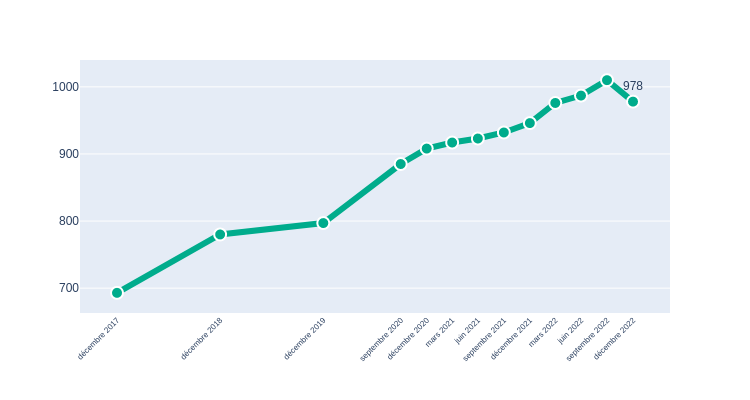 1000
900
800
700
978
décembre 2017
décembre 2018
décembre 2019
septembre 2020
décembre 2020
mars 2021
juin 2021
septembre 2021
décembre 2021
mars 2022
juin 2022
septembre 2022
décembre 2022